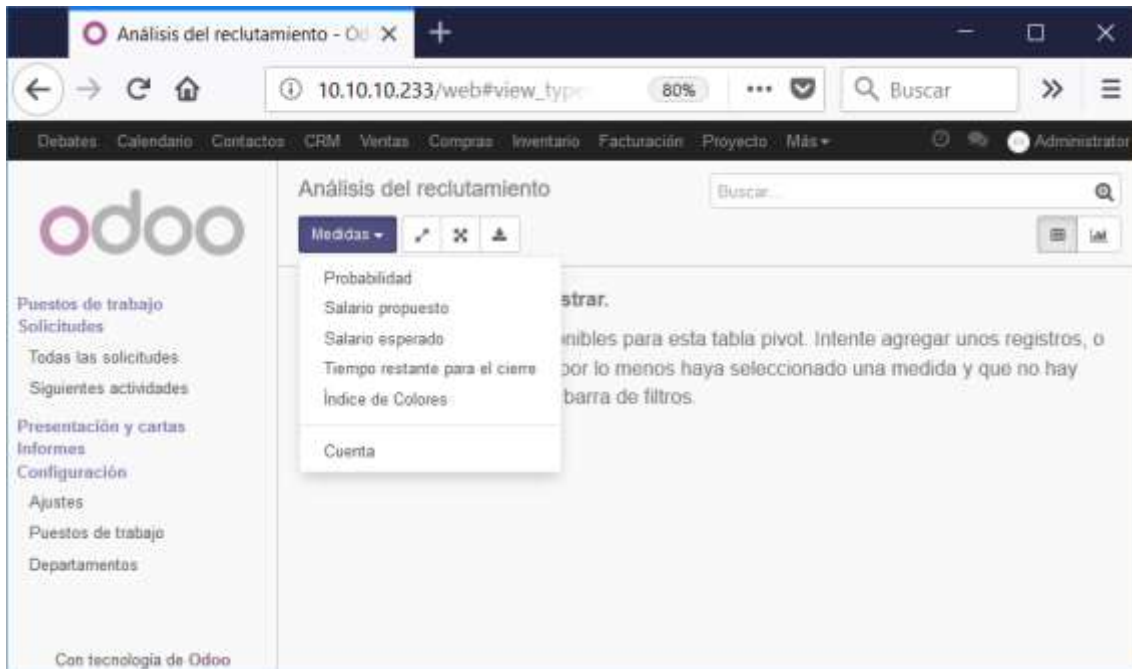 Análisis del reclutamiento - Od
10.10.10.233/web#view_type
80%
Buscar
Debates Calendario Contactos CRM Ventas Compras Inventario Facturación Proyecto Más
Administrator
odoo
Puestos de trabajo
Solicitudes
Todas las solicitudes
Siguientes actividades
Presentación y cartas
Informes
Configuración
Ajustes
Puestos de trabajo
Departamentos
Con tecnología de Odoo
Análisis del reclutamiento
Buscar...
Medidas
Probabilidad
Salario propuesto
Salario esperado
Tiempo restante para el cierre
Índice de Colores
Cuenta
strar.
onibles para esta tabla pivot. Intente agregar unos registros, o
por lo menos haya seleccionado una medida y que no hay
barra de filtros.